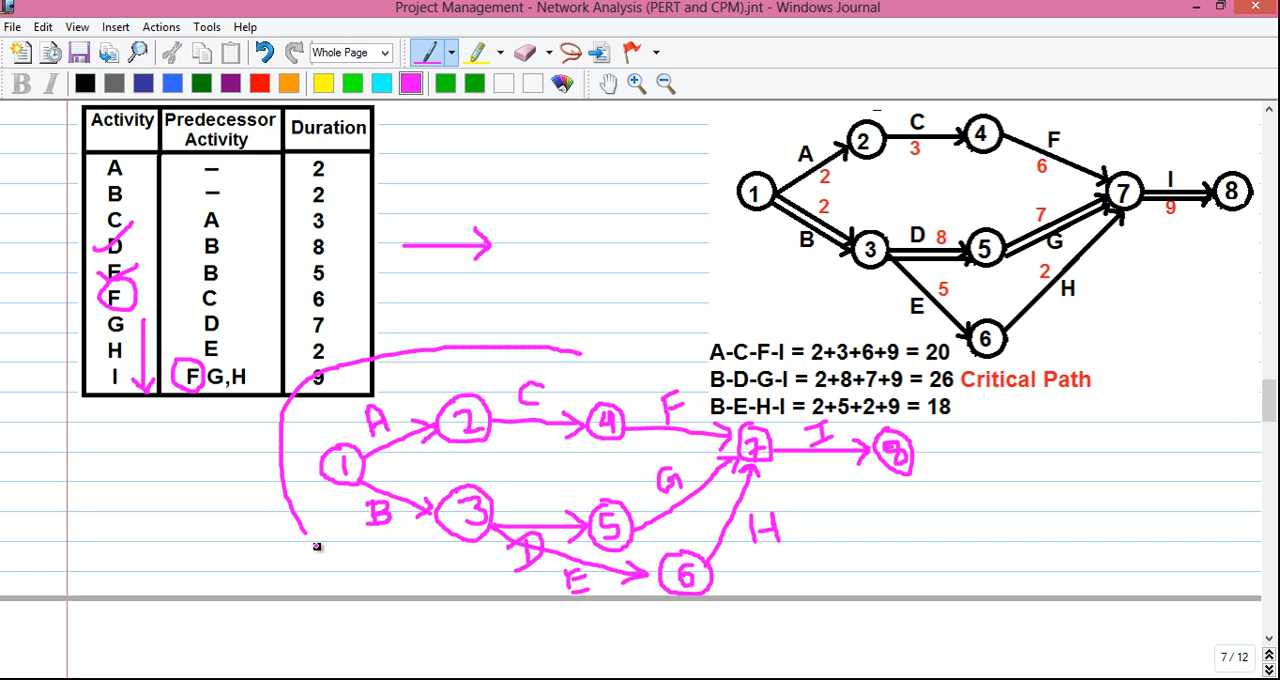 Project Management - Network Analysis (PERT and CPM).jnt - Windows Journal
File Edit View Insert Actions Tools Help
Whole Page
B I
Activity Predecessor Activity Duration
A – 2
B – 2
C A 3
D B 8
E B 5
F C 6
G D 7
H E 2
I F G,H 9
1 A 2 2 C 3 4 F 6 7 I 9 8
2 B 3 D 8 5 7 G
E 5 6 2 H
A-C-F-I = 2+3+6+9 = 20
B-D-G-I = 2+8+7+9 = 26 Critical Path
B-E-H-I = 2+5+2+9 = 18
1 A 2 C 4 F 7 I 8
B 3 D 5 G
E 6 H
7 / 12